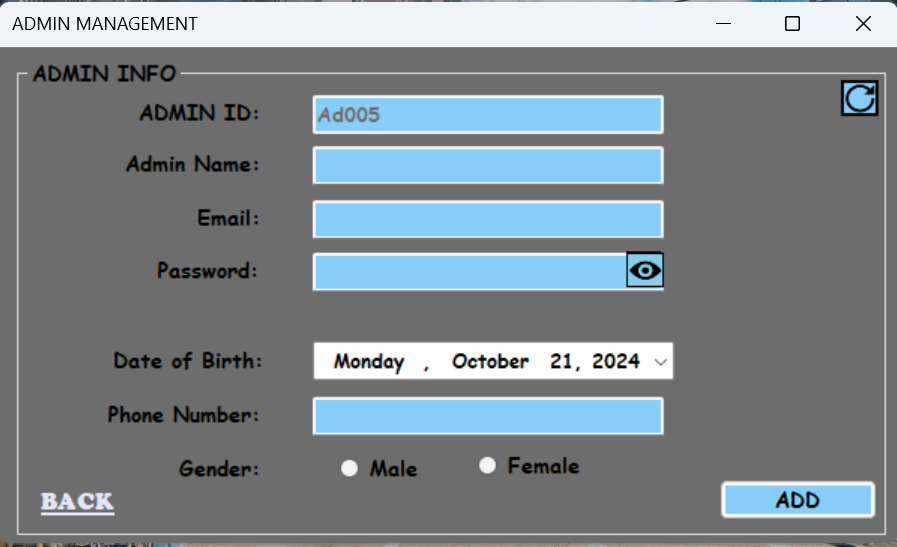 ADMIN MANAGEMENT
ADMIN INFO
ADMIN ID: Ad005
Admin Name:
Email:
Password:
Date of Birth: Monday , October 21, 2024
Phone Number:
Gender: Male Female
BACK ADD